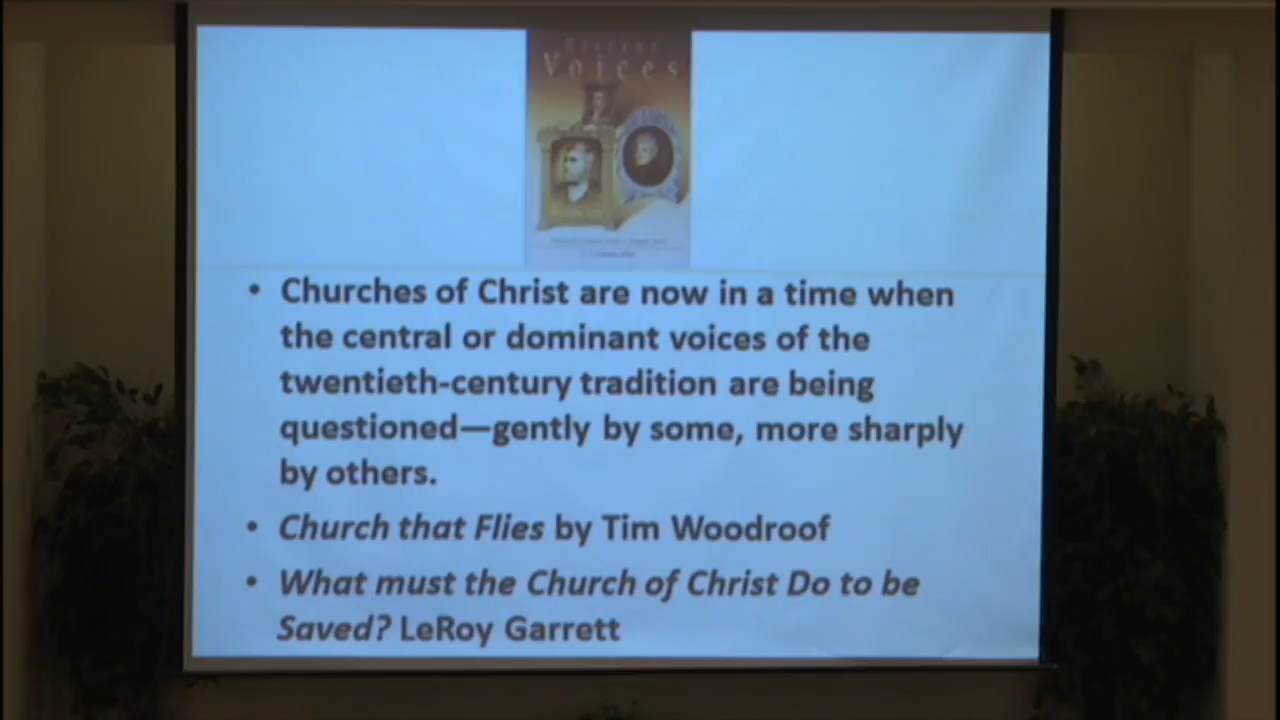 Distant
Voices
• Churches of Christ are now in a time when
the central or dominant voices of the
twentieth-century tradition are being
questioned—gently by some, more sharply
by others.
• Church that Flies by Tim Woodroof
• What must the Church of Christ Do to be
Saved? LeRoy Garrett